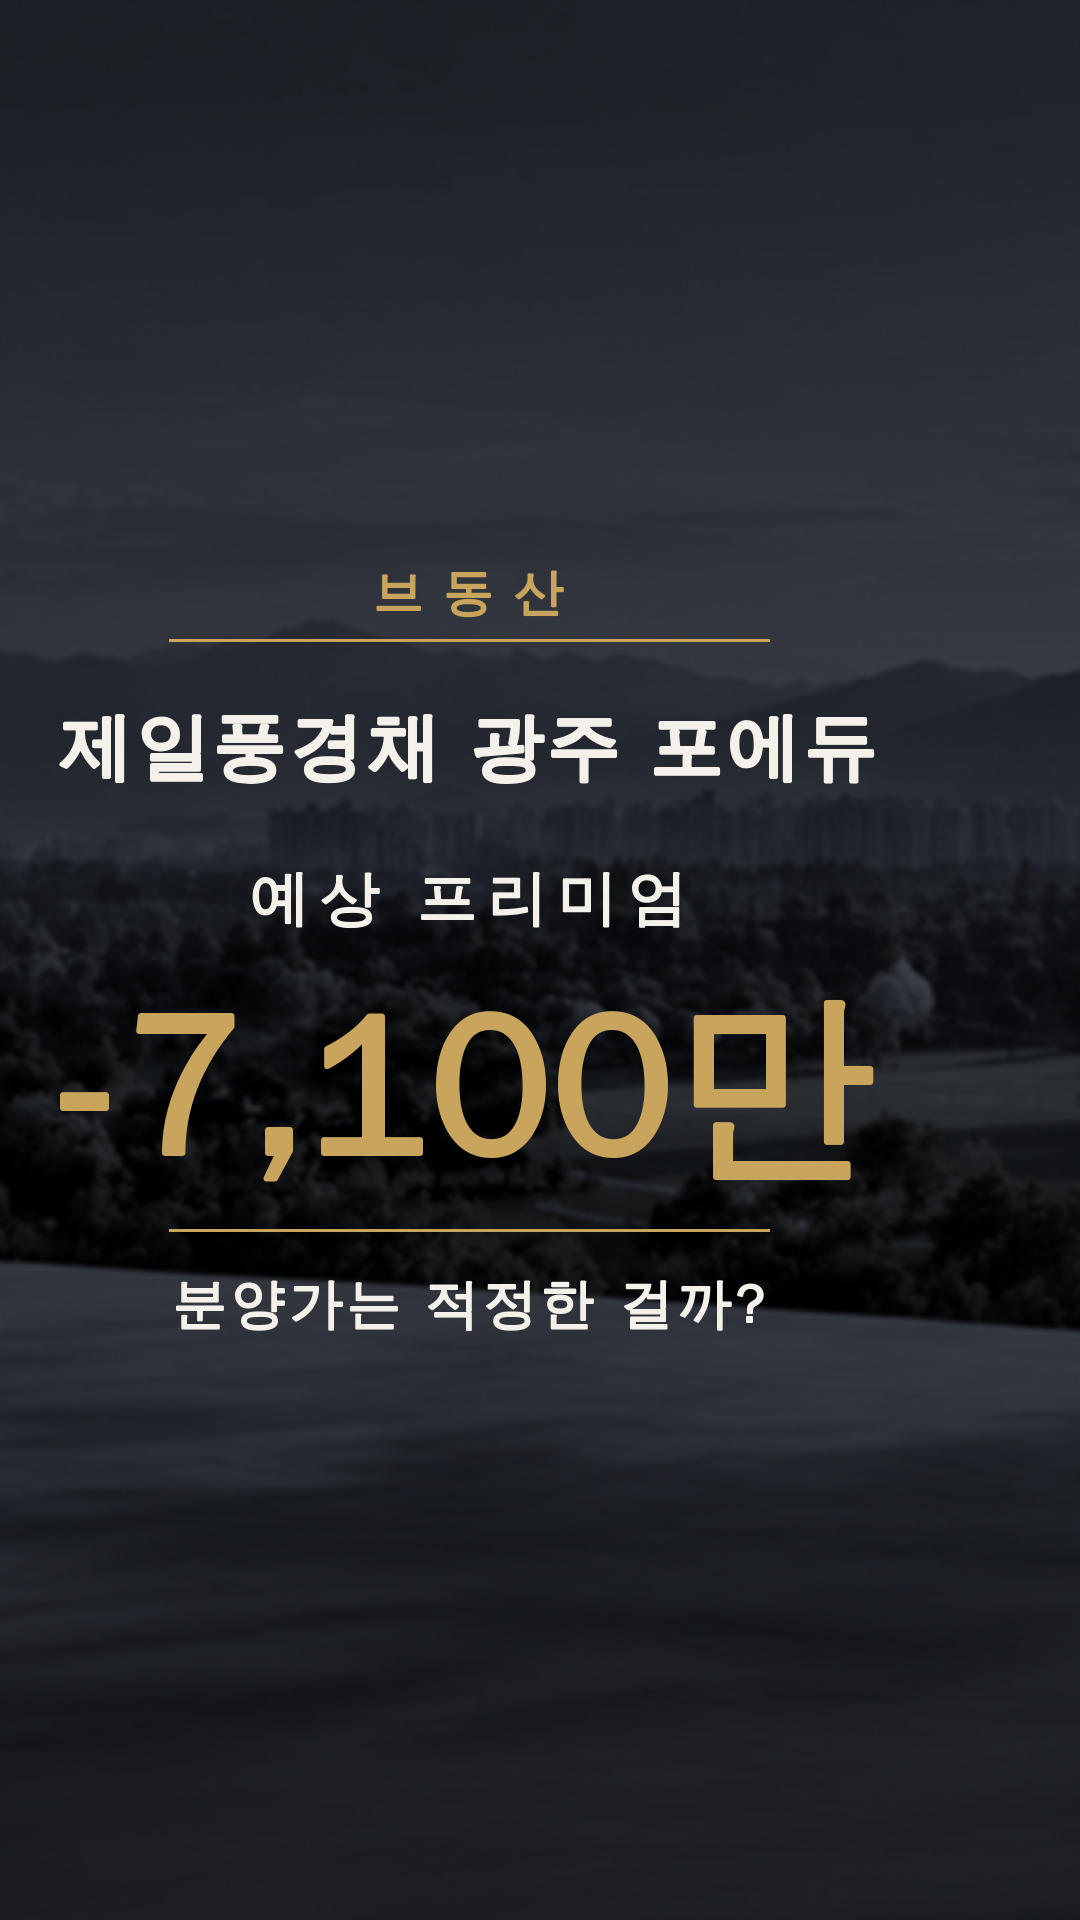 브동산
제일풍경채 광주 포에듀
예상 프리미엄
-7,100만
분양가는 적정한 걸까?